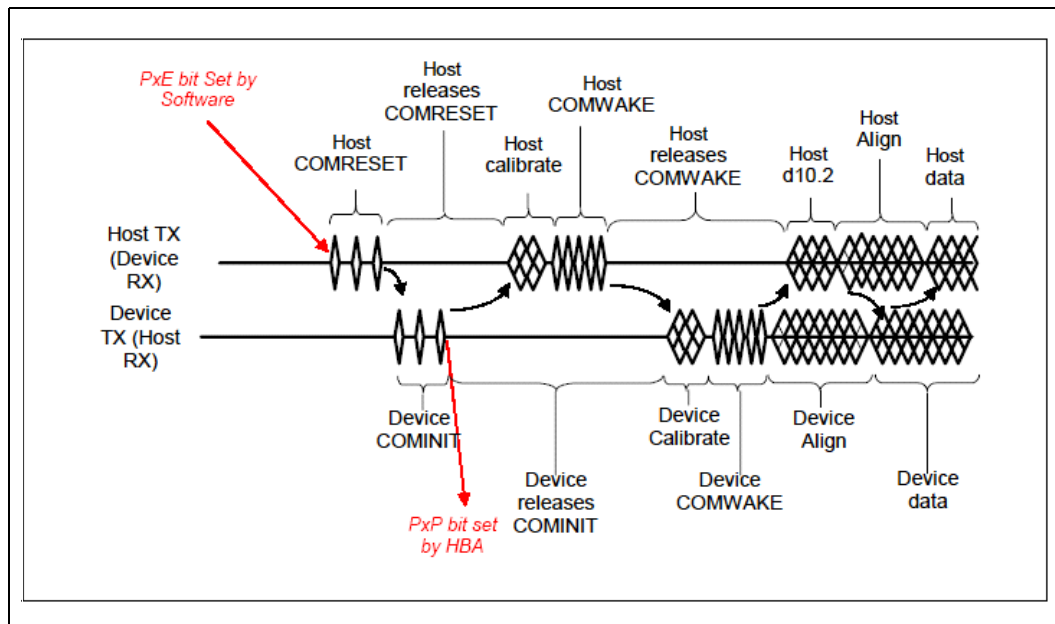 PxE bit Set by
Software
Host
releases
COMRESET
Host
COMWAKE
Host
COMRESET
Host
calibrate
Host
releases
COMWAKE
Host
d10.2
Host
Align
Host
data
Host TX
(Device
RX)
Device
TX (Host
RX)
Device
COMINIT
Device
releases
COMINIT
Device
Calibrate
Device
COMWAKE
Device
Align
Device
data
PxP bit set
by HBA